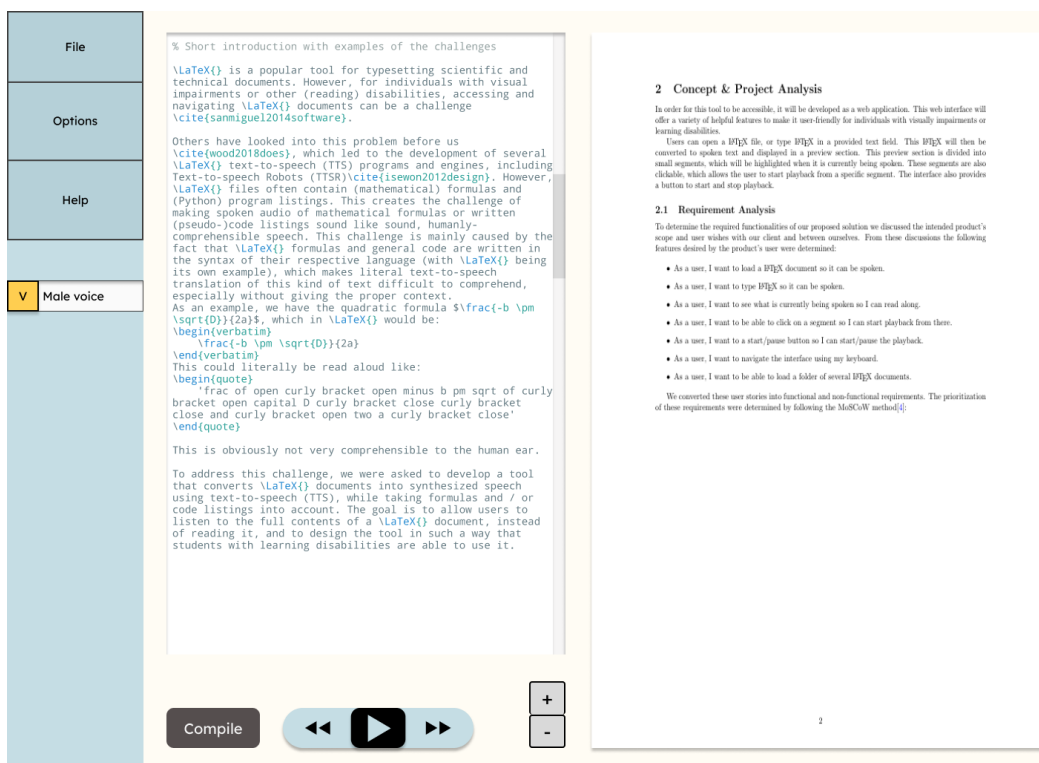 File
Options
Help
V Male voice
% Short introduction with examples of the challenges
\LaTeX{} is a popular tool for typesetting scientific and
technical documents. However, for individuals with visual
impairments or other (reading) disabilities, accessing and
navigating \LaTeX{} documents can be a challenge
\cite{sanmiguel2014software}.
Others have looked into this problem before us
\cite{wood2018does}, which led to the development of several
\LaTeX{} text-to-speech (TTS) programs and engines, including
Text-to-speech Robots (TTSR)\cite{isewon2012design}. However,
\LaTeX{} files often contain (mathematical) formulas and
(Python) program listings. This creates the challenge of
making spoken audio of mathematical formulas or written
(pseudo-)code listings sound like sound, humanly-
comprehensible speech. This challenge is mainly caused by the
fact that \LaTeX{} formulas and general code are written in
the syntax of their respective language (with \LaTeX{} being
its own example), which makes literal text-to-speech
translation of this kind of text difficult to comprehend,
especially without giving the proper context.
As an example, we have the quadratic formula $\frac{-b \pm
\sqrt{D}}{2a}$, which in \LaTeX{} would be:
\begin{verbatim}
\frac{-b \pm \sqrt{D}}{2a}
\end{verbatim}
This could literally be read aloud like:
\begin{quote}
'frac of open curly bracket open minus b pm sqrt of curly
bracket open capital D curly bracket close curly bracket
close and curly bracket open two a curly bracket close'
\end{quote}
This is obviously not very comprehensible to the human ear.
To address this challenge, we were asked to develop a tool
that converts \LaTeX{} documents into synthesized speech
using text-to-speech (TTS), while taking formulas and / or
code listings into account. The goal is to allow users to
listen to the full contents of a \LaTeX{} document, instead
of reading it, and to design the tool in such a way that
students with learning disabilities are able to use it.
Compile
+
-
2 Concept & Project Analysis
In order for this tool to be accessible, it will be developed as a web application. This web interface will
offer a variety of helpful features to make it user-friendly for individuals with visually impairments or
learning disabilities.
Users can open a LATEX file, or type LATEX in a provided text field. This LATEX will then be
converted to spoken text and displayed in a preview section. This preview section is divided into
small segments, which will be highlighted when it is currently being spoken. These segments are also
clickable, which allows the user to start playback from a specific segment. The interface also provides
a button to start and stop playback.
2.1 Requirement Analysis
To determine the required functionalities of our proposed solution we discussed the intended product's
scope and user wishes with our client and between ourselves. From these discussions the following
features desired by the product's user were determined:
• As a user, I want to load a LATEX document so it can be spoken.
• As a user, I want to type LATEX so it can be spoken.
• As a user, I want to see what is currently being spoken so I can read along.
• As a user, I want to be able to click on a segment so I can start playback from there.
• As a user, I want to a start/pause button so I can start/pause the playback.
• As a user, I want to navigate the interface using my keyboard.
• As a user, I want to be able to load a folder of several LATEX documents.
We converted these user stories into functional and non-functional requirements. The prioritization
of these requirements were determined by following the MoSCoW method[4]:
2